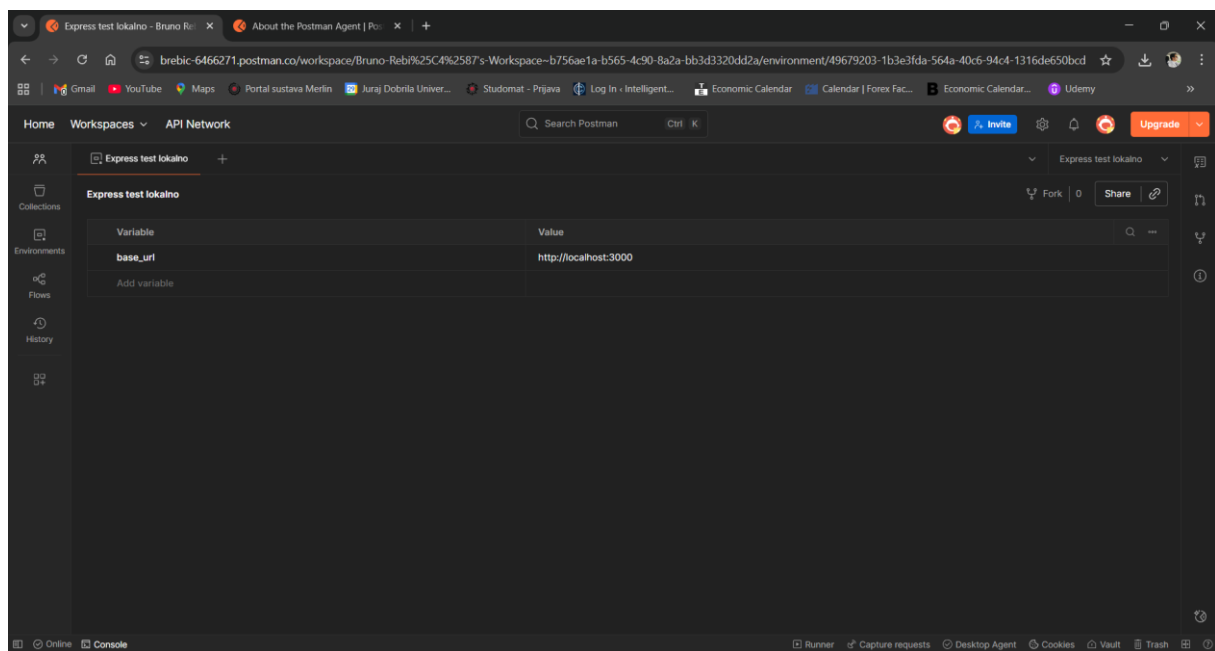 Express test lokalno - Bruno Re
About the Postman Agent | Pos
brebic-6466271.postman.co/workspace/Bruno-Rebi%25C4%2587's-Workspace~b756ae1a-b565-4c90-8a2a-bb3d3320dd2a/environment/49679203-1b3e3fda-564a-40c6-94c4-1316de650bcd
Gmail YouTube Maps Portal sustava Merlin Juraj Dobrila Univer... Studomat - Prijava Log In ‹ Intelligent... Economic Calendar Calendar | Forex Fac... Economic Calendar... Udemy
Home Workspaces API Network Search Postman Ctrl K Invite Upgrade
Express test lokalno Express test lokalno
Collections
Express test lokalno Fork 0 Share
Environments
Variable Value
base_url http://localhost:3000
Add variable
Flows
History
Online Console Runner Capture requests Desktop Agent Cookies Vault Trash